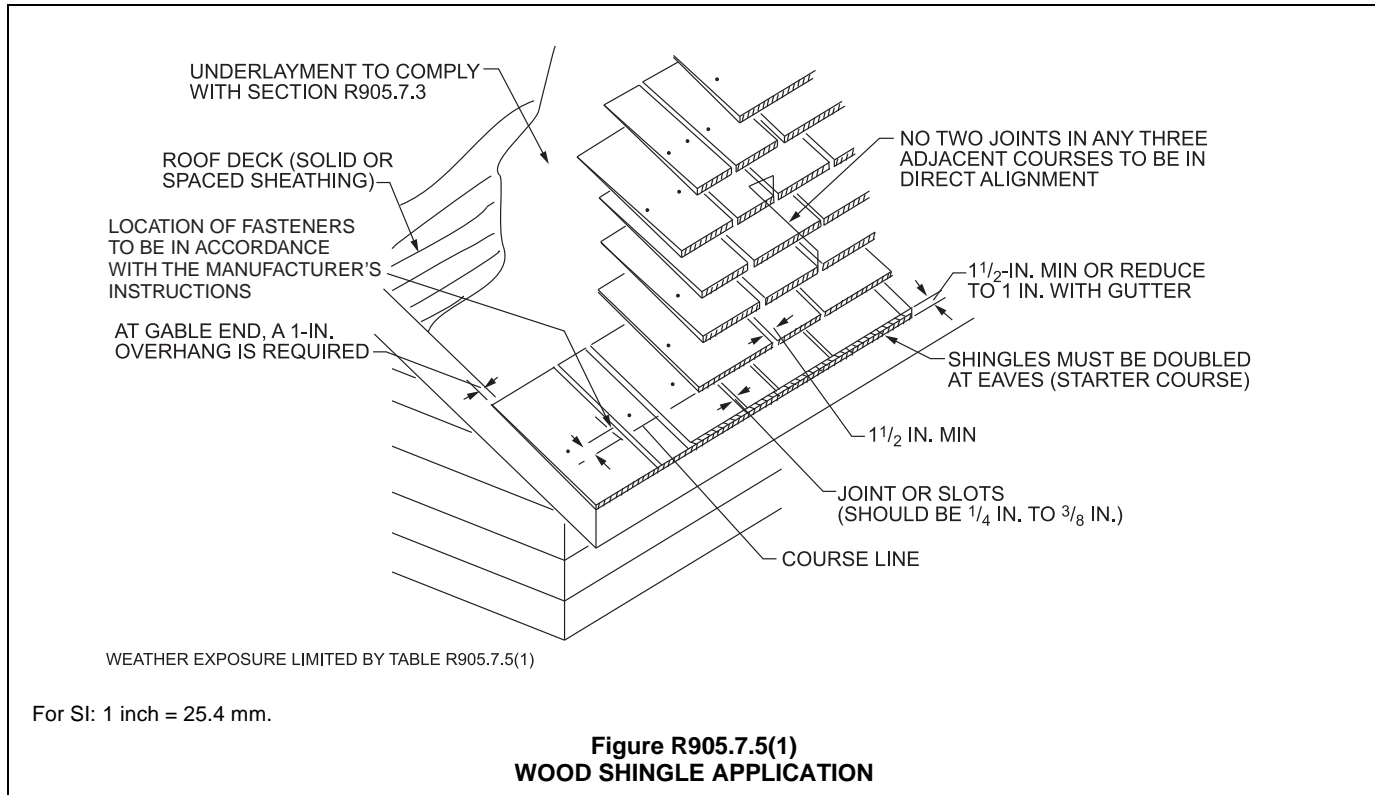 UNDERLAYMENT TO COMPLY
WITH SECTION R905.7.3
ROOF DECK (SOLID OR
SPACED SHEATHING)
LOCATION OF FASTENERS
TO BE IN ACCORDANCE
WITH THE MANUFACTURER'S
INSTRUCTIONS
AT GABLE END, A 1-IN.
OVERHANG IS REQUIRED
NO TWO JOINTS IN ANY THREE
ADJACENT COURSES TO BE IN
DIRECT ALIGNMENT
1 1/2-IN. MIN OR REDUCE
TO 1 IN. WITH GUTTER
SHINGLES MUST BE DOUBLED
AT EAVES (STARTER COURSE)
1 1/2 IN. MIN
JOINT OR SLOTS
(SHOULD BE 1/4 IN. TO 3/8 IN.)
COURSE LINE
WEATHER EXPOSURE LIMITED BY TABLE R905.7.5(1)
For SI: 1 inch = 25.4 mm.
Figure R905.7.5(1)
WOOD SHINGLE APPLICATION